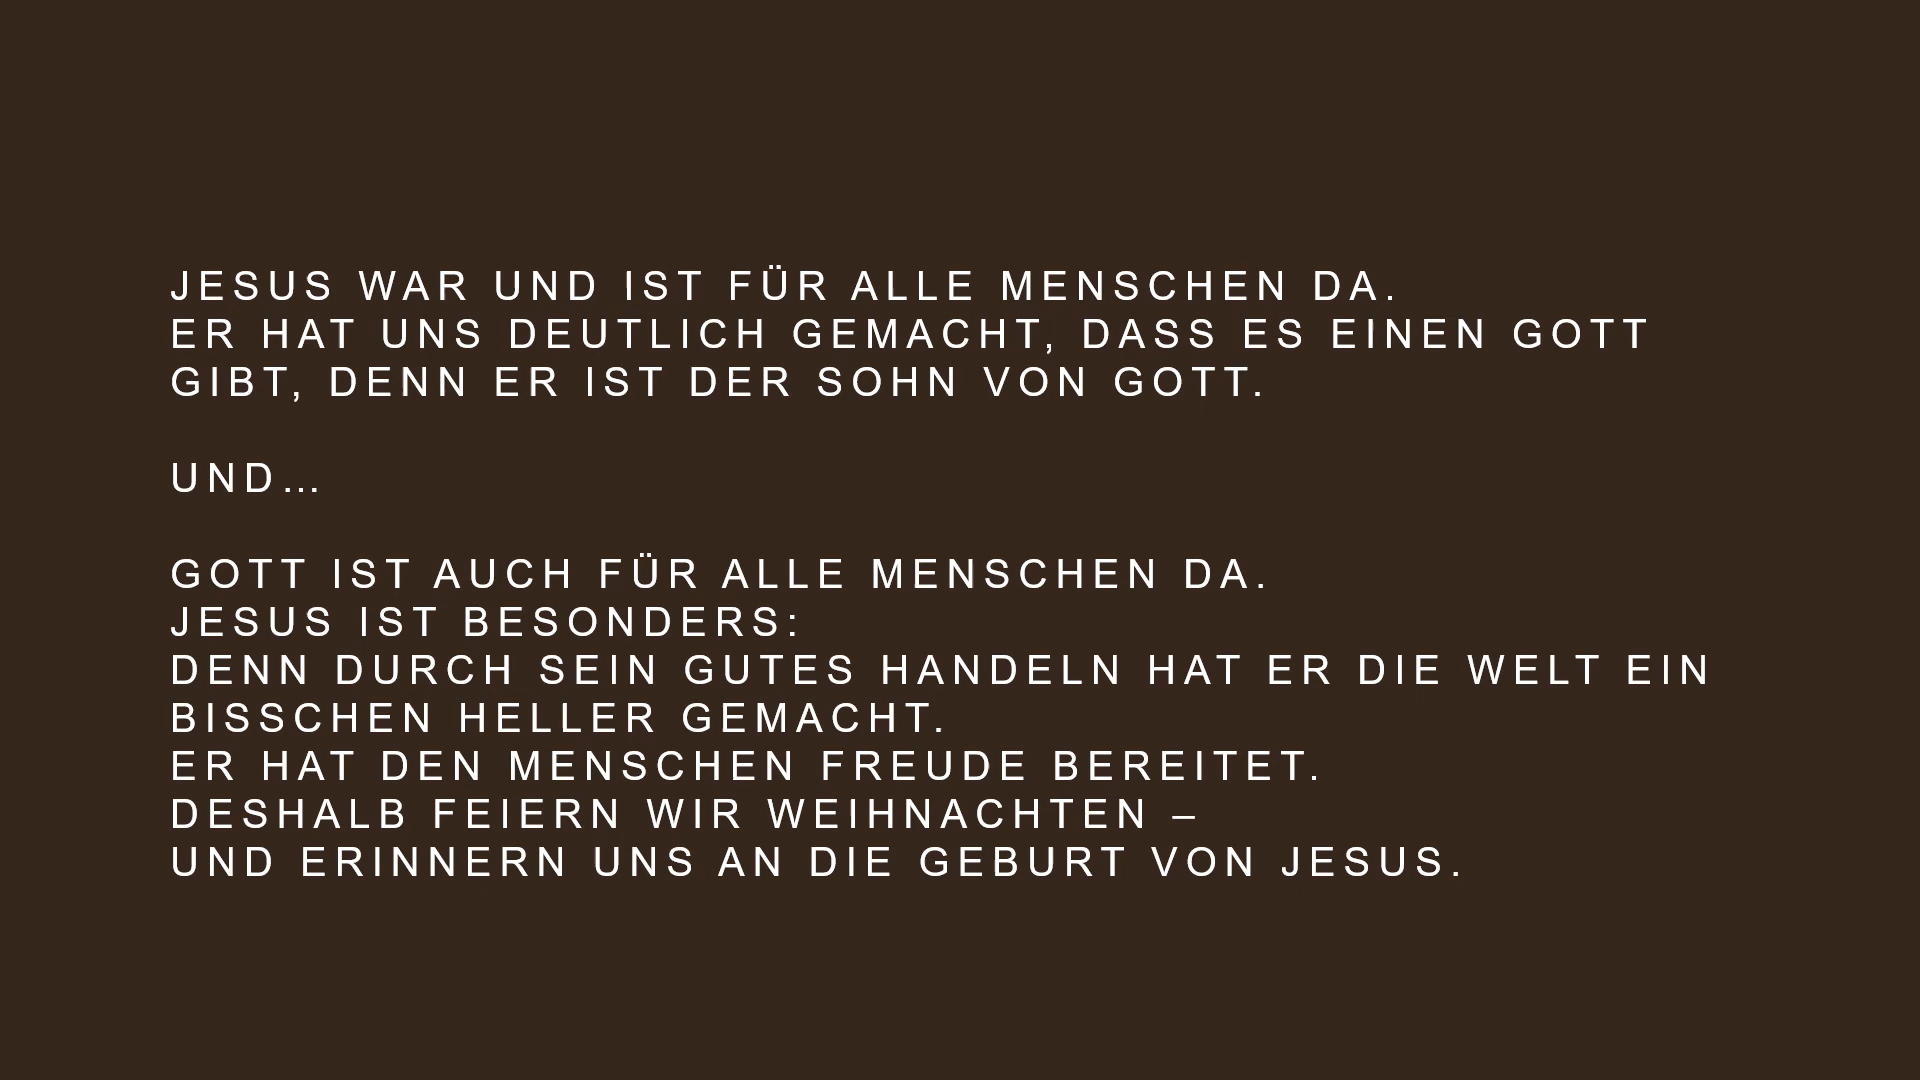 JESUS WAR UND IST FÜR ALLE MENSCHEN DA.
ER HAT UNS DEUTLICH GEMACHT, DASS ES EINEN GOTT
GIBT, DENN ER IST DER SOHN VON GOTT.
UND...
GOTT IST AUCH FÜR ALLE MENSCHEN DA.
JESUS IST BESONDERS:
DENN DURCH SEIN GUTES HANDELN HAT ER DIE WELT EIN
BISSCHEN HELLER GEMACHT.
ER HAT DEN MENSCHEN FREUDE BEREITET.
DESHALB FEIERN WIR WEIHNACHTEN –
UND ERINNERN UNS AN DIE GEBURT VON JESUS.